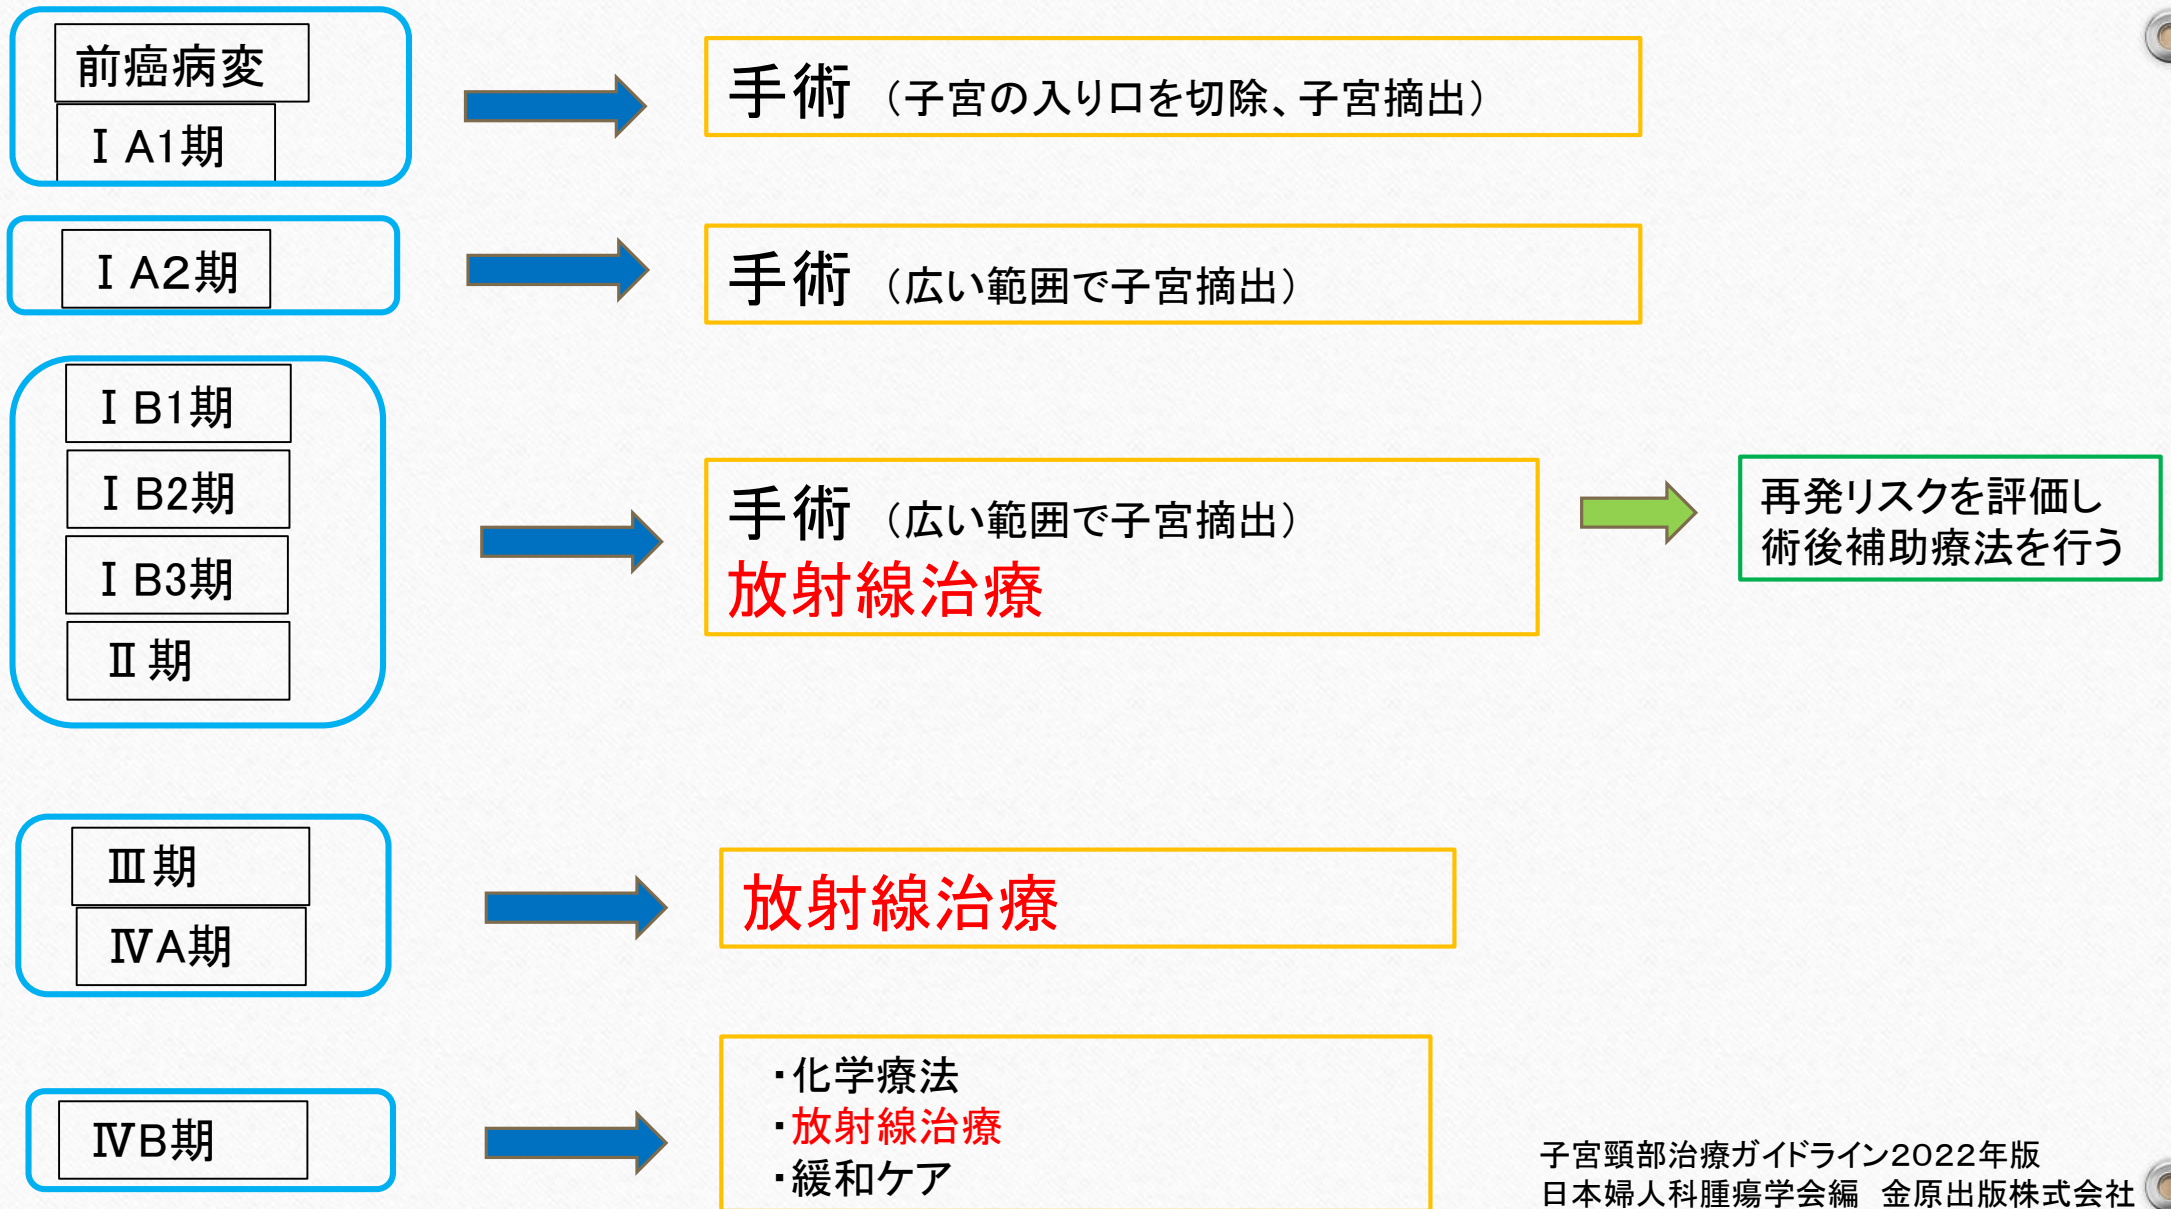 前癌病変
Ⅰ A1期
手術 （子宮の入り口を切除、子宮摘出）
Ⅰ A2期
手術 （広い範囲で子宮摘出）
Ⅰ B1期
Ⅰ B2期
Ⅰ B3期
Ⅱ期
手術 （広い範囲で子宮摘出）
放射線治療
再発リスクを評価し
術後補助療法を行う
Ⅲ期
ⅣA期
放射線治療
ⅣB期
・化学療法
・放射線治療
・緩和ケア
子宮頸部治療ガイドライン2022年版
日本婦人科腫瘍学会編　金原出版株式会社